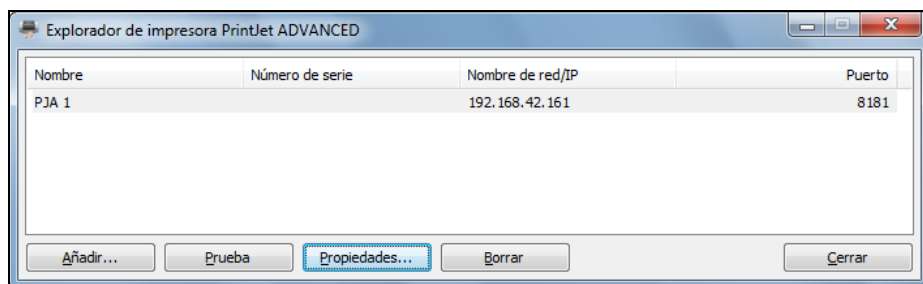 Explorador de impresora PrintJet ADVANCED
Nombre Número de serie Nombre de red/IP Puerto
PJA 1 192.168.42.161 8181
Añadir... Prueba Propiedades... Borrar Cerrar